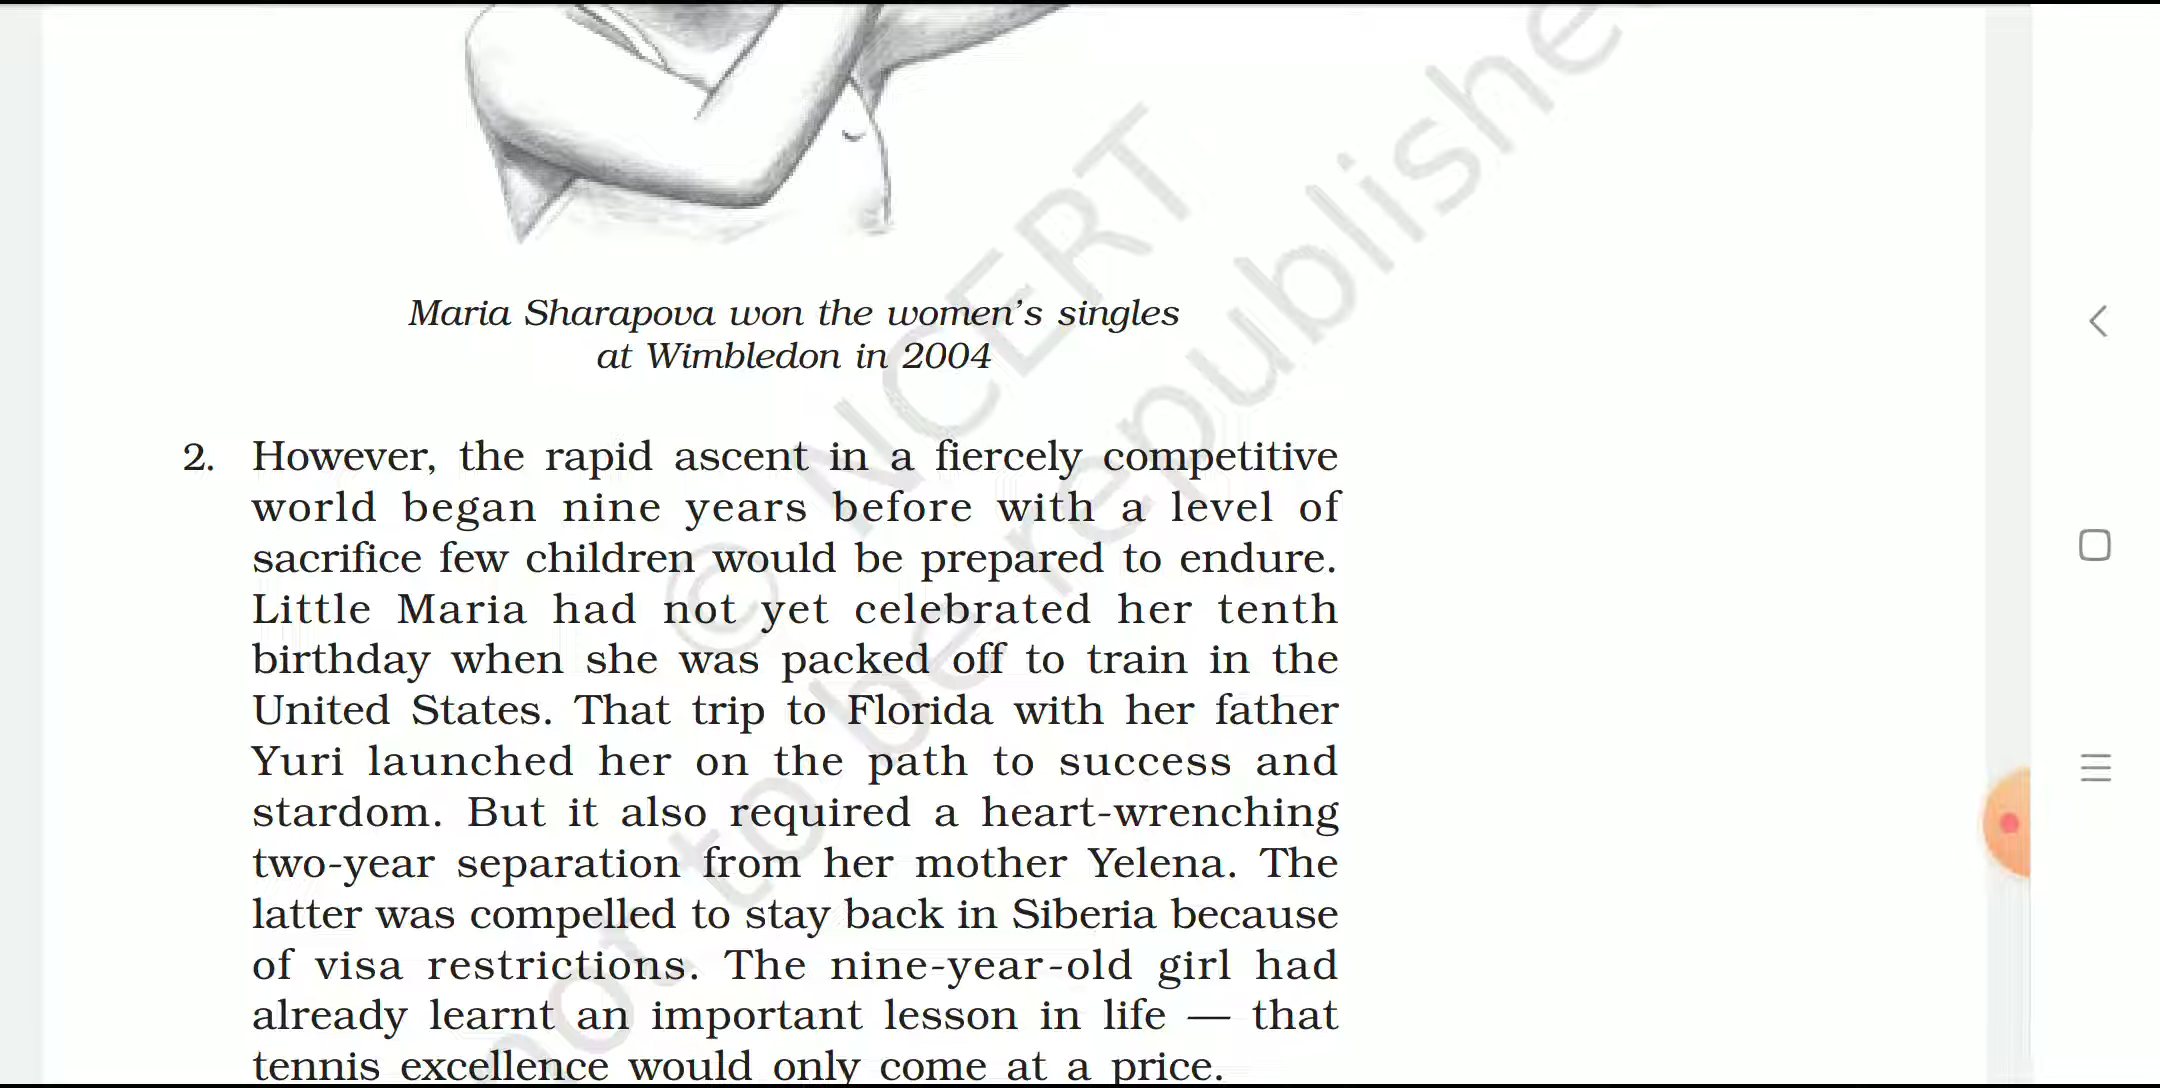 Maria Sharapova won the women's singles
at Wimbledon in 2004
2. However, the rapid ascent in a fiercely competitive
world began nine years before with a level of
sacrifice few children would be prepared to endure.
Little Maria had not yet celebrated her tenth
birthday when she was packed off to train in the
United States. That trip to Florida with her father
Yuri launched her on the path to success and
stardom. But it also required a heart-wrenching
two-year separation from her mother Yelena. The
latter was compelled to stay back in Siberia because
of visa restrictions. The nine-year-old girl had
already learnt an important lesson in life — that
tennis excellence would only come at a price.
© NCERT
not to be republishe